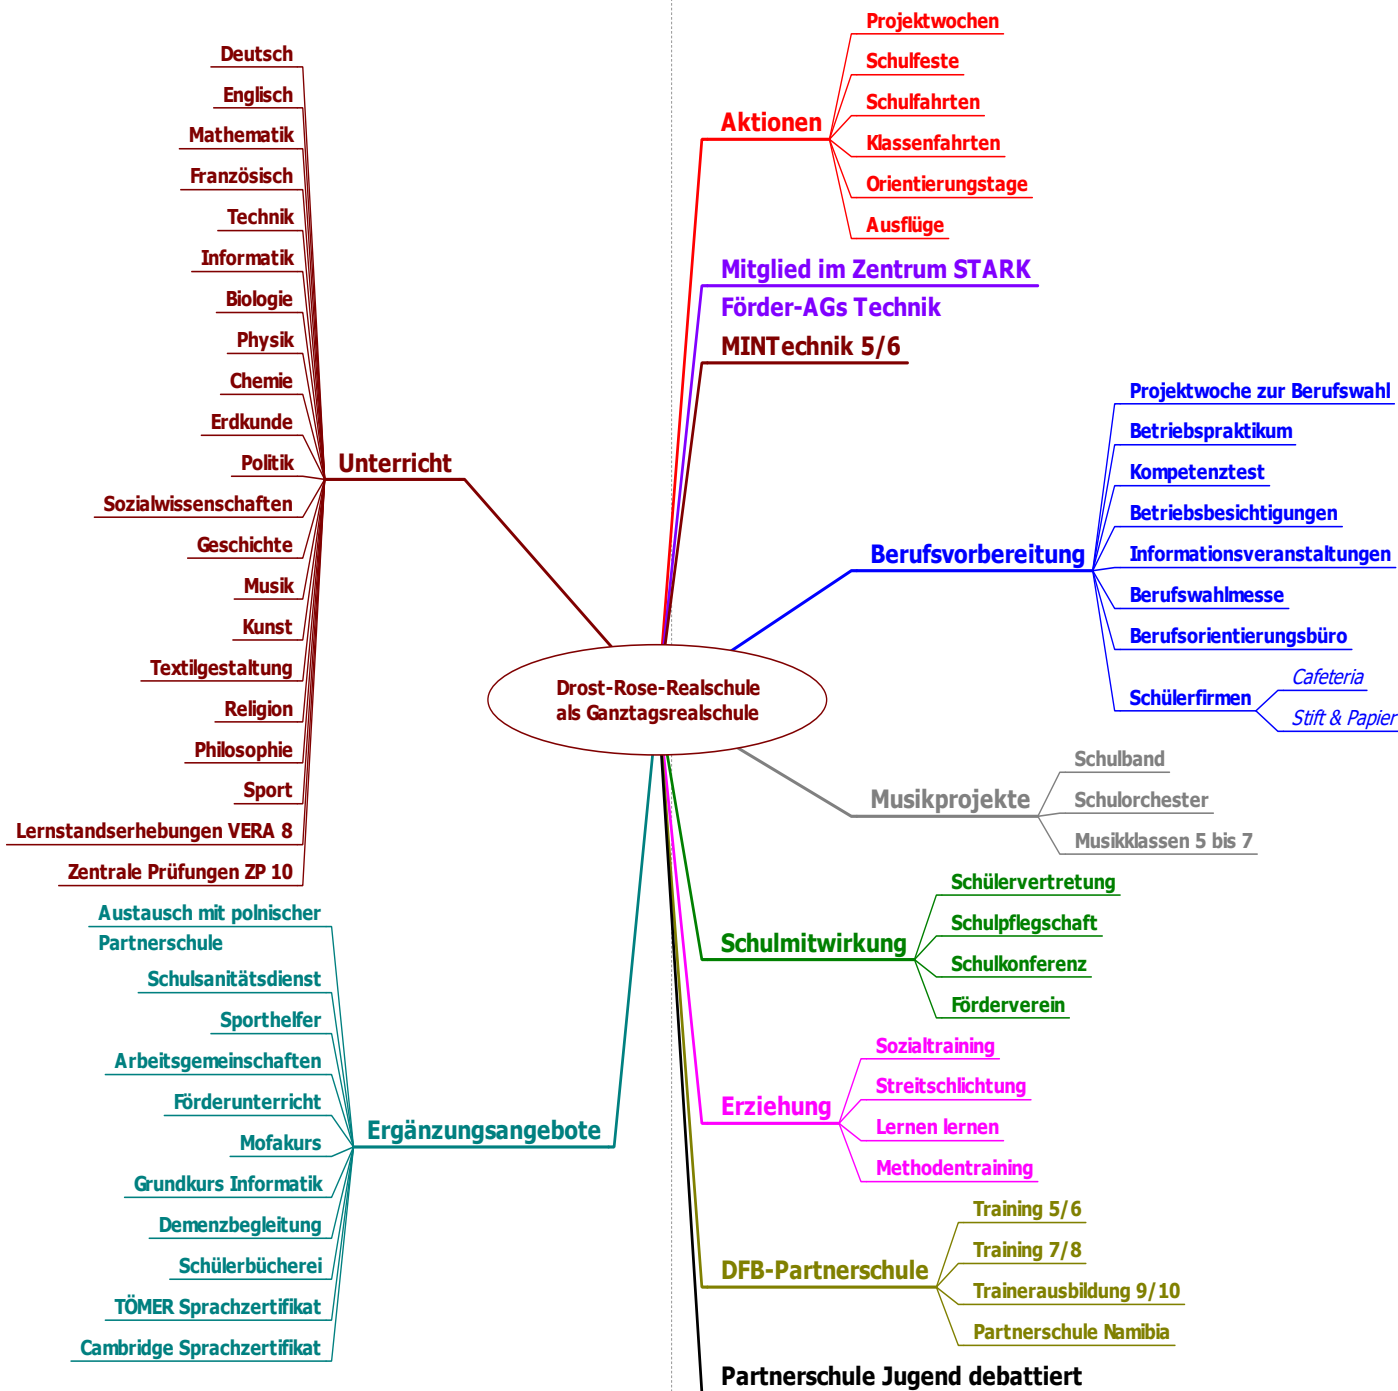 Drost-Rose-Realschule
als Ganztagsrealschule
Unterricht
Deutsch
Englisch
Mathematik
Französisch
Technik
Informatik
Biologie
Physik
Chemie
Erdkunde
Politik
Sozialwissenschaften
Geschichte
Musik
Kunst
Textilgestaltung
Religion
Philosophie
Sport
Lernstandserhebungen VERA 8
Zentrale Prüfungen ZP 10
Ergänzungsangebote
Austausch mit polnischer
Partnerschule
Schulsanitätsdienst
Sporthelfer
Arbeitsgemeinschaften
Förderunterricht
Mofakurs
Grundkurs Informatik
Demenzbegleitung
Schülerbücherei
TÖMER Sprachzertifikat
Cambridge Sprachzertifikat
Aktionen
Projektwochen
Schulfeste
Schulfahrten
Klassenfahrten
Orientierungstage
Ausflüge
Mitglied im Zentrum STARK
Förder-AGs Technik
MINTechnik 5/6
Berufsvorbereitung
Projektwoche zur Berufswahl
Betriebspraktikum
Kompetenztest
Betriebsbesichtigungen
Informationsveranstaltungen
Berufswahlmesse
Berufsorientierungsbüro
Schülerfirmen
Cafeteria
Stift & Papier
Musikprojekte
Schulband
Schulorchester
Musikklassen 5 bis 7
Schulmitwirkung
Schülervertretung
Schulpflegschaft
Schulkonferenz
Förderverein
Erziehung
Sozialtraining
Streitschlichtung
Lernen lernen
Methodentraining
DFB-Partnerschule
Training 5/6
Training 7/8
Trainerausbildung 9/10
Partnerschule Namibia
Partnerschule Jugend debattiert